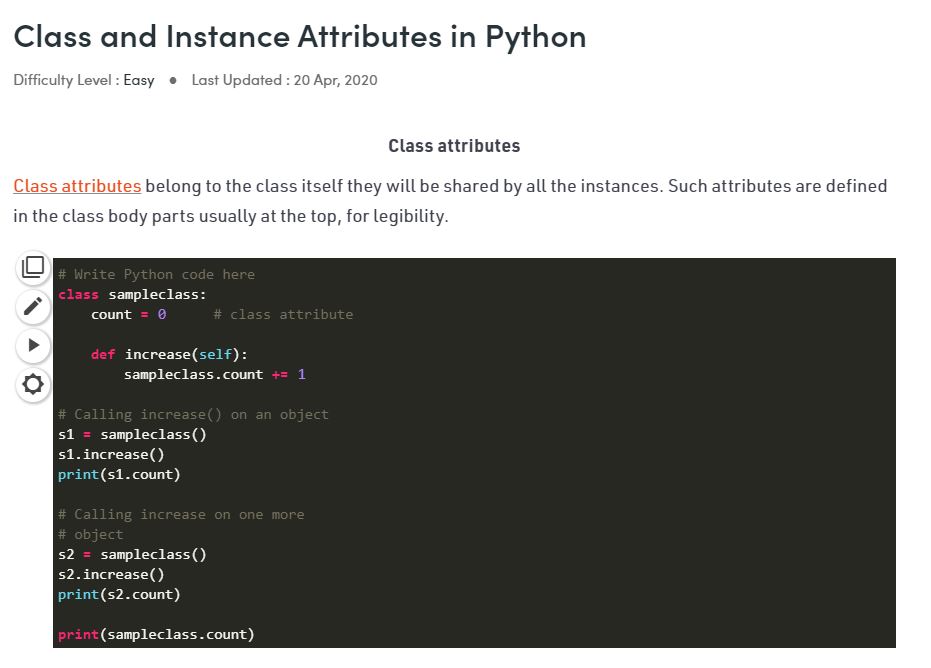 Class and Instance Attributes in Python
Difficulty Level : Easy ● Last Updated : 20 Apr, 2020
Class attributes
Class attributes belong to the class itself they will be shared by all the instances. Such attributes are defined
in the class body parts usually at the top, for legibility.
# Write Python code here
class sampleclass:
    count = 0      # class attribute
    def increase(self):
        sampleclass.count += 1
# Calling increase() on an object
s1 = sampleclass()
s1.increase()
print(s1.count)
# Calling increase on one more
# object
s2 = sampleclass()
s2.increase()
print(s2.count)
print(sampleclass.count)